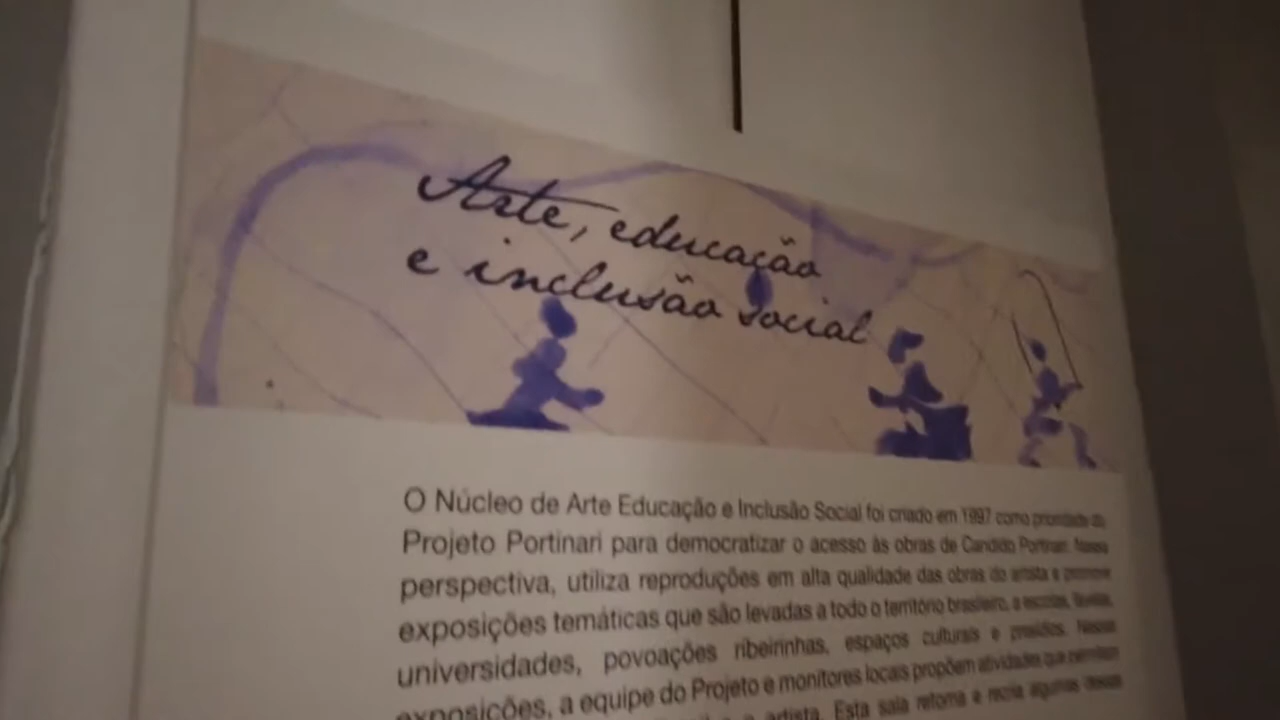 Arte, educação
e inclusão social
O Núcleo de Arte Educação e Inclusão Social foi criado em 1997 como prioridade do
Projeto Portinari para democratizar o acesso às obras de Candido Portinari. Nessa
perspectiva, utiliza reproduções em alta qualidade das obras do artista e promove
exposições temáticas que são levadas a todo o território brasileiro, a escolas,
universidades, povoações ribeirinhas, espaços culturais e presídios. Nessas
exposições, a equipe do Projeto e monitores locais propõem atividades que permitem
artista. Esta sala retoma e recria algumas dessas